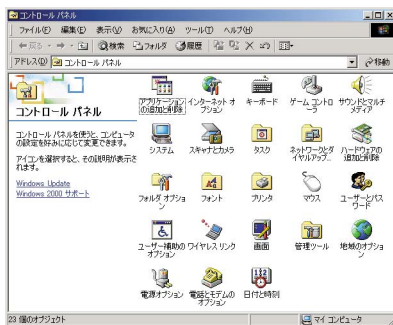 コントロール パネル
ファイル(F) 編集(E) 表示(V) お気に入り(A) ツール(T) ヘルプ(H)
戻る 検索 フォルダ 履歴
アドレス(D) コントロール パネル 移動
コントロール パネル
コントロール パネルを使うと、コンピュータ
の設定を好みに応じて変更できます。
アイコンを選択すると、その説明が表示さ
れます。
Windows Update
Windows 2000 サポート
アプリケーション
の追加と削除
インターネット オ
プション
キーボード
ゲーム コントロ
ーラ
サウンドとマルチ
メディア
システム
スキャナとカメラ
タスク
ネットワークとダ
イヤルアップ...
ハードウェアの
追加と削除
フォルダ オプショ
ン
フォント
プリンタ
マウス
ユーザーとパス
ワード
ユーザー補助の
オプション
ワイヤレス リンク
画面
管理ツール
地域のオプショ
ン
電源オプション
電話とモデムの
オプション
日付と時刻
23 個のオブジェクト
マイ コンピュータ